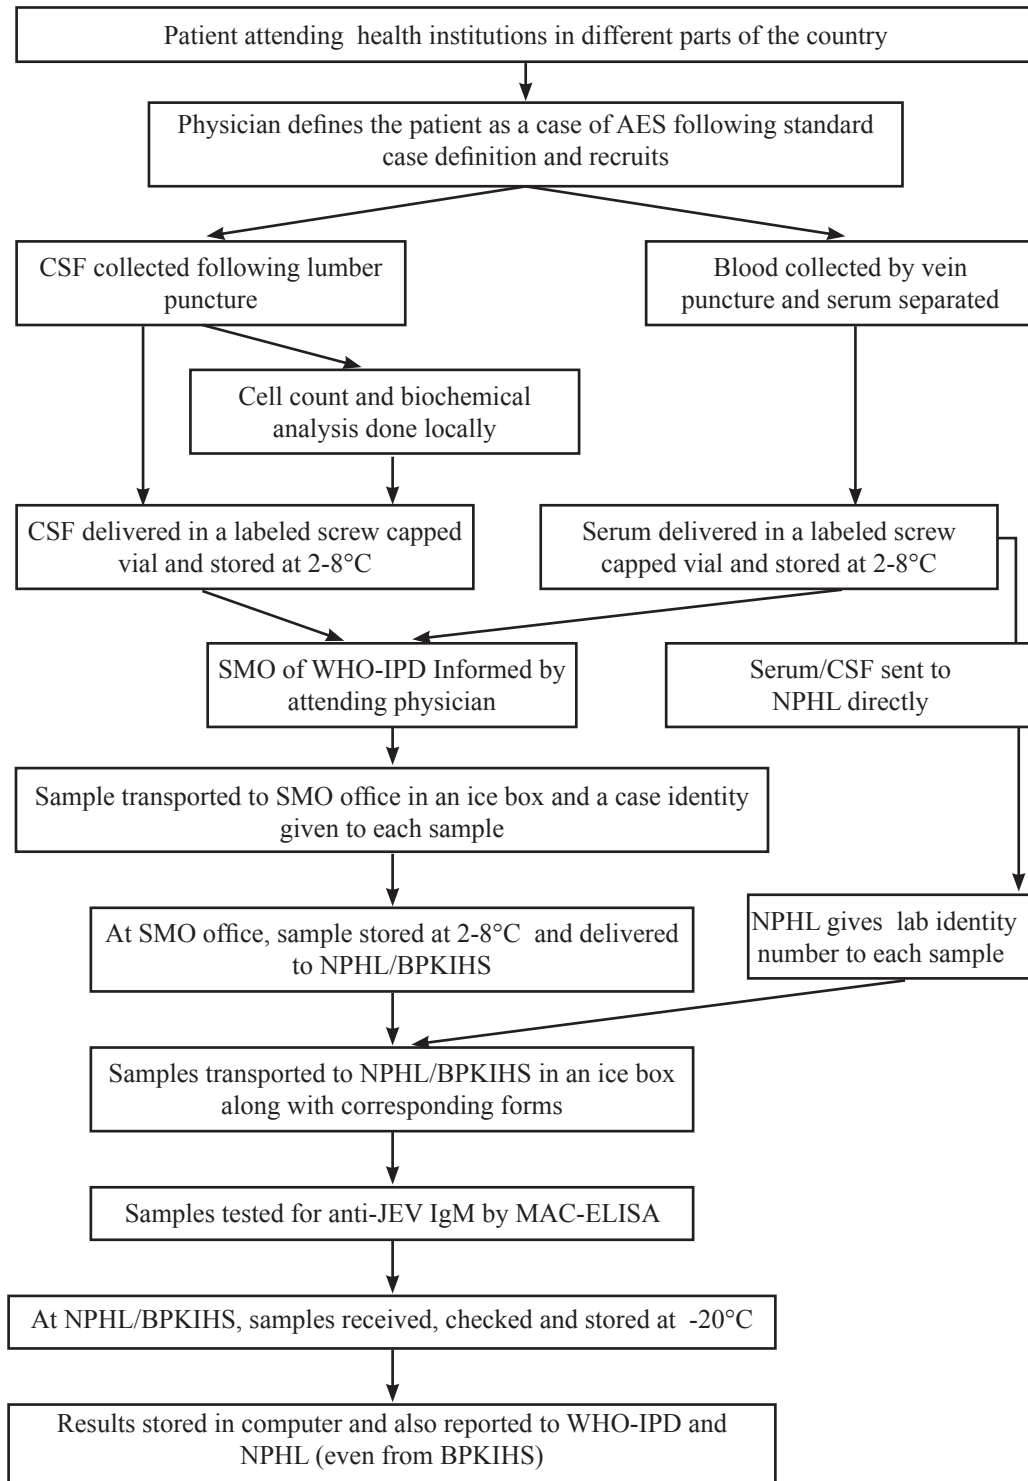 Patient attending health institutions in different parts of the country
Physician defines the patient as a case of AES following standard
case definition and recruits
CSF collected following lumber
puncture
Blood collected by vein
puncture and serum separated
Cell count and biochemical
analysis done locally
CSF delivered in a labeled screw capped
vial and stored at 2-8°C
Serum delivered in a labeled screw
capped vial and stored at 2-8°C
SMO of WHO-IPD Informed by
attending physician
Serum/CSF sent to
NPHL directly
Sample transported to SMO office in an ice box and a case identity
given to each sample
At SMO office, sample stored at 2-8°C and delivered
to NPHL/BPKIHS
NPHL gives lab identity
number to each sample
Samples transported to NPHL/BPKIHS in an ice box
along with corresponding forms
Samples tested for anti-JEV IgM by MAC-ELISA
At NPHL/BPKIHS, samples received, checked and stored at -20°C
Results stored in computer and also reported to WHO-IPD and
NPHL (even from BPKIHS)